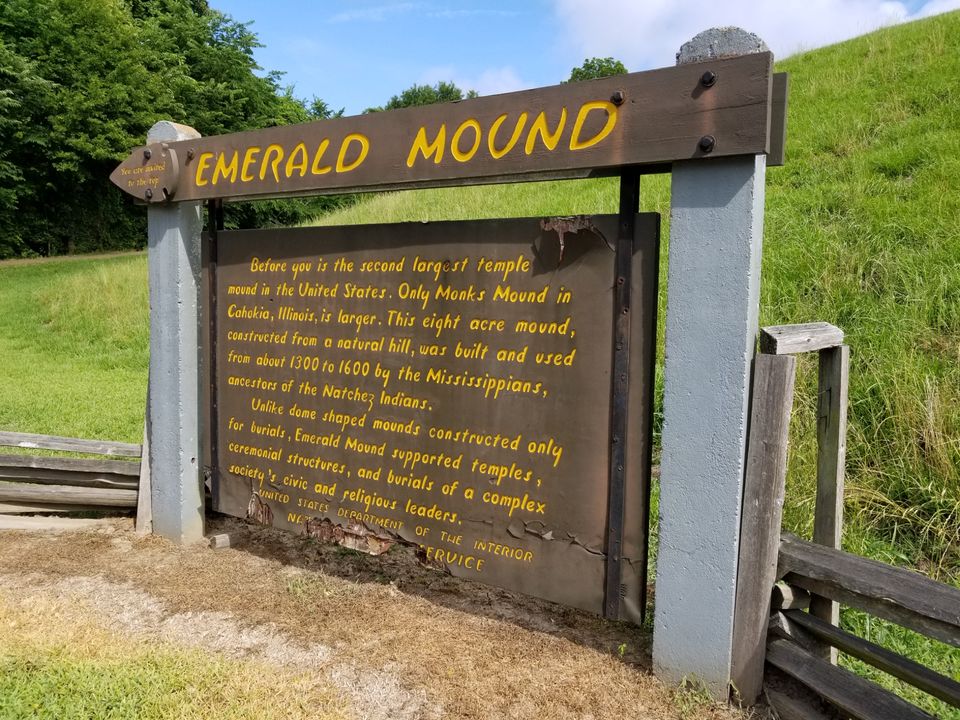 You are invited
to the top
EMERALD MOUND
Before you is the second largest temple
mound in the United States. Only Monks Mound in
Cahokia, Illinois, is larger. This eight acre mound,
constructed from a natural hill, was built and used
from about 1300 to 1600 by the Mississippians,
ancestors of the Natchez Indians.
Unlike dome shaped mounds constructed only
for burials, Emerald Mound supported temples,
ceremonial structures, and burials of a complex
society's civic and religious leaders.
UNITED STATES DEPARTMENT OF THE INTERIOR